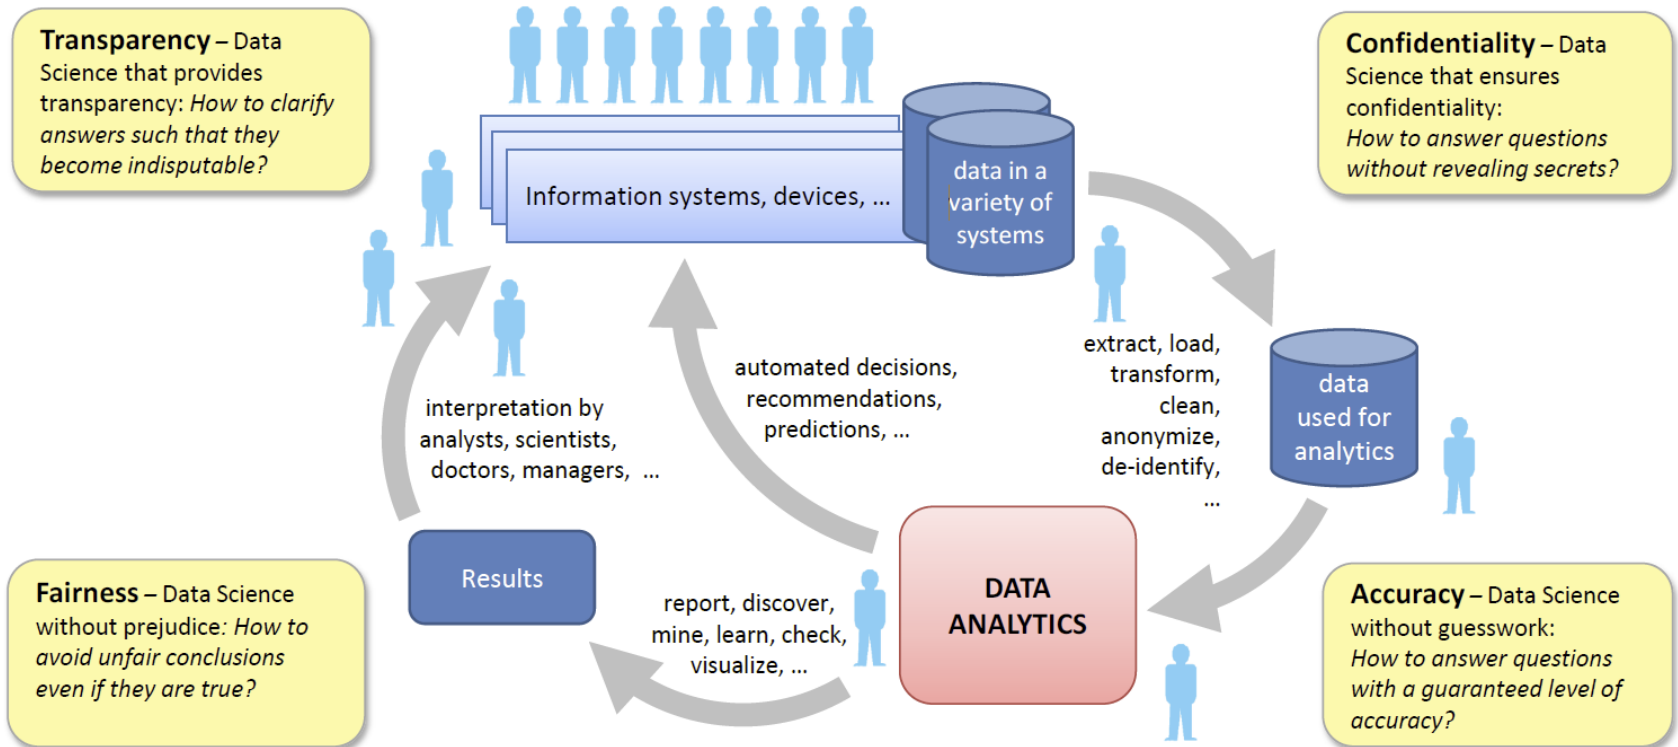 Transparency – Data
Science that provides
transparency: How to clarify
answers such that they
become indisputable?
Confidentiality – Data
Science that ensures
confidentiality:
How to answer questions
without revealing secrets?
Information systems, devices, ...
data in a
variety of
systems
extract, load,
transform,
clean,
anonymize,
de-identify,
...
data
used for
analytics
automated decisions,
recommendations,
predictions, ...
interpretation by
analysts, scientists,
doctors, managers, ...
Results
report, discover,
mine, learn, check,
visualize, ...
DATA
ANALYTICS
Fairness – Data Science
without prejudice: How to
avoid unfair conclusions
even if they are true?
Accuracy – Data Science
without guesswork:
How to answer questions
with a guaranteed level of
accuracy?